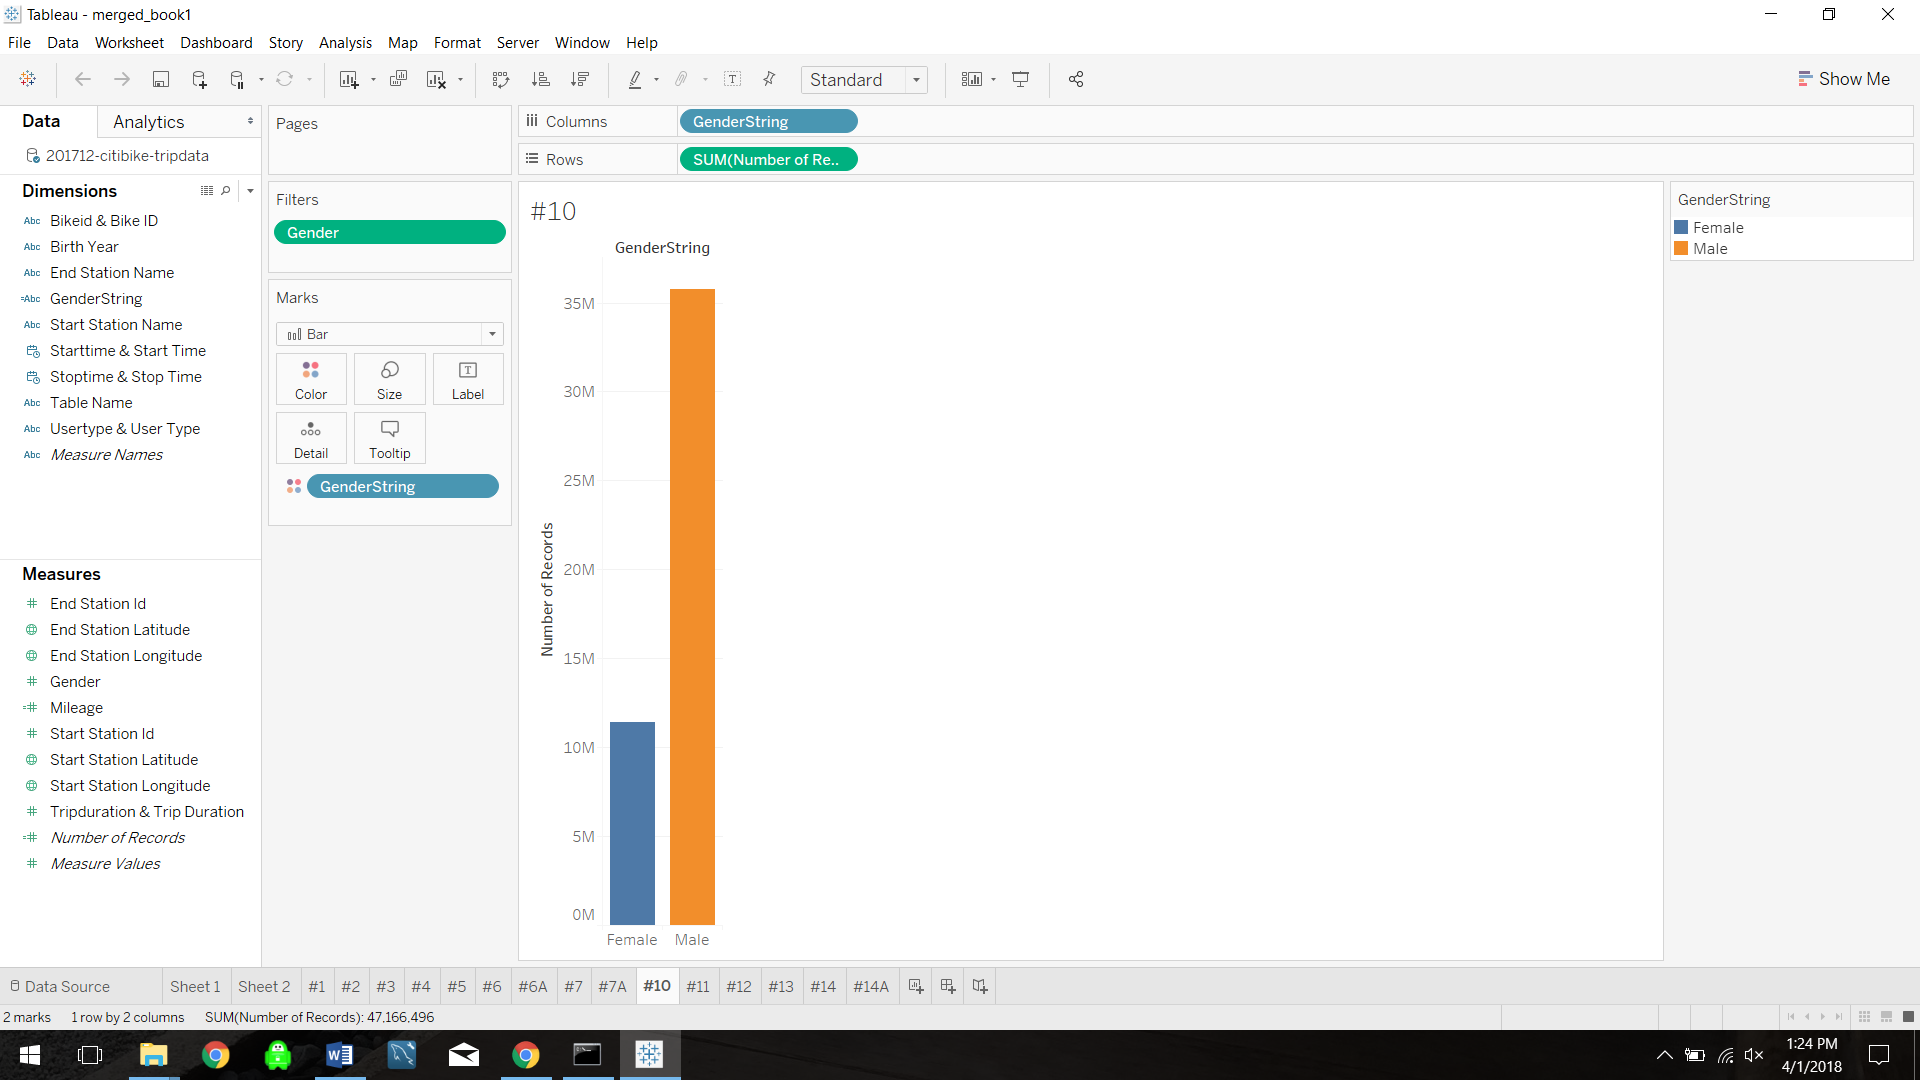 Tableau - merged_book1
File Data Worksheet Dashboard Story Analysis Map Format Server Window Help
Standard
Show Me
Data
Analytics
201712-citibike-tripdata
Dimensions
Abc Bikeid & Bike ID
Abc Birth Year
Abc End Station Name
=Abc GenderString
Abc Start Station Name
Starttime & Start Time
Stoptime & Stop Time
Abc Table Name
Abc Usertype & User Type
Abc Measure Names
Measures
# End Station Id
End Station Latitude
End Station Longitude
# Gender
=# Mileage
# Start Station Id
Start Station Latitude
Start Station Longitude
# Tripduration & Trip Duration
=# Number of Records
# Measure Values
Pages
Filters
Gender
Marks
Bar
Color
Size
T
Label
Detail
Tooltip
GenderString
Columns
GenderString
Rows
SUM(Number of Re..
#10
GenderString
Number of Records
35M
30M
25M
20M
15M
10M
5M
0M
Female
Male
GenderString
Female
Male
Data Source Sheet 1 Sheet 2 #1 #2 #3 #4 #5 #6 #6A #7 #7A #10 #11 #12 #13 #14 #14A
2 marks 1 row by 2 columns SUM(Number of Records): 47,166,496
1:24 PM
4/1/2018